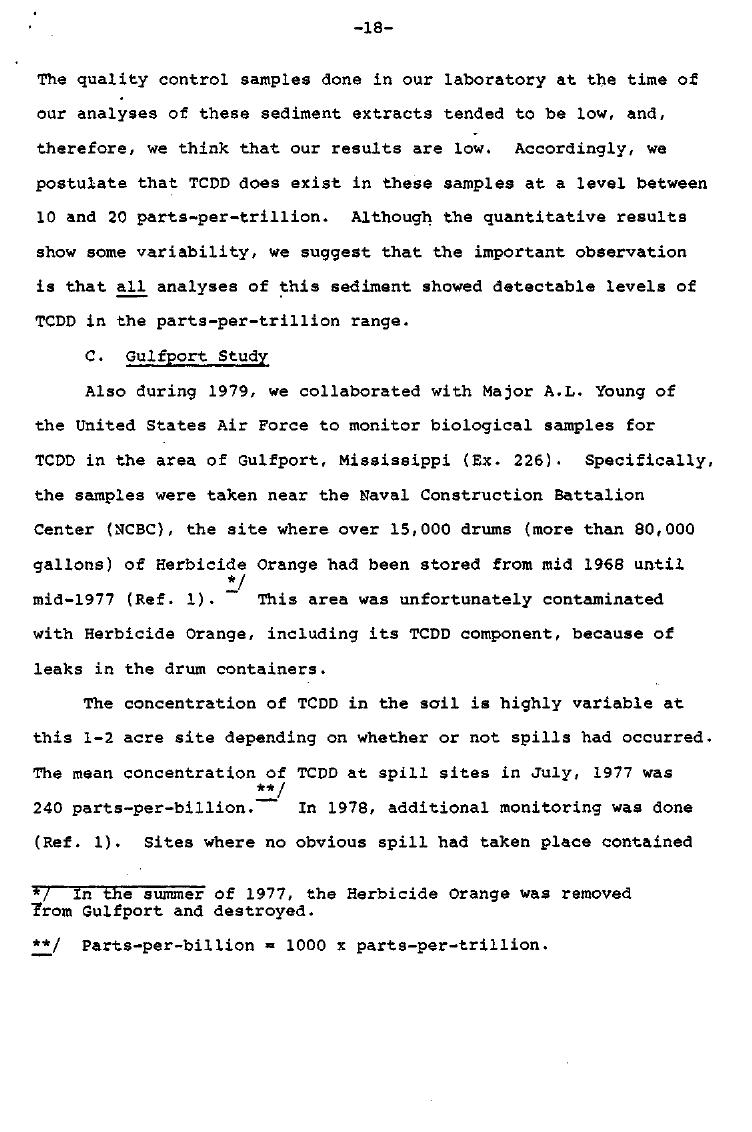 -18-
The quality control samples done in our laboratory at the time of
our analyses of these sediment extracts tended to be low, and,
therefore, we think that our results are low. Accordingly, we
postulate that TCDD does exist in these samples at a level between
10 and 20 parts-per-trillion. Although the quantitative results
show some variability, we suggest that the important observation
is that all analyses of this sediment showed detectable levels of
TCDD in the parts-per-trillion range.
C. Gulfport Study
Also during 1979, we collaborated with Major A.L. Young of
the United States Air Force to monitor biological samples for
TCDD in the area of Gulfport, Mississippi (Ex. 226). Specifically,
the samples were taken near the Naval Construction Battalion
Center (NCBC), the site where over 15,000 drums (more than 80,000
gallons) of Herbicide Orange had been stored from mid 1968 until
mid-1977 (Ref. 1). */ This area was unfortunately contaminated
with Herbicide Orange, including its TCDD component, because of
leaks in the drum containers.
The concentration of TCDD in the soil is highly variable at
this 1-2 acre site depending on whether or not spills had occurred.
The mean concentration of TCDD at spill sites in July, 1977 was
240 parts-per-billion. **/ In 1978, additional monitoring was done
(Ref. 1). Sites where no obvious spill had taken place contained
*/ In the summer of 1977, the Herbicide Orange was removed
from Gulfport and destroyed.
**/ Parts-per-billion = 1000 x parts-per-trillion.